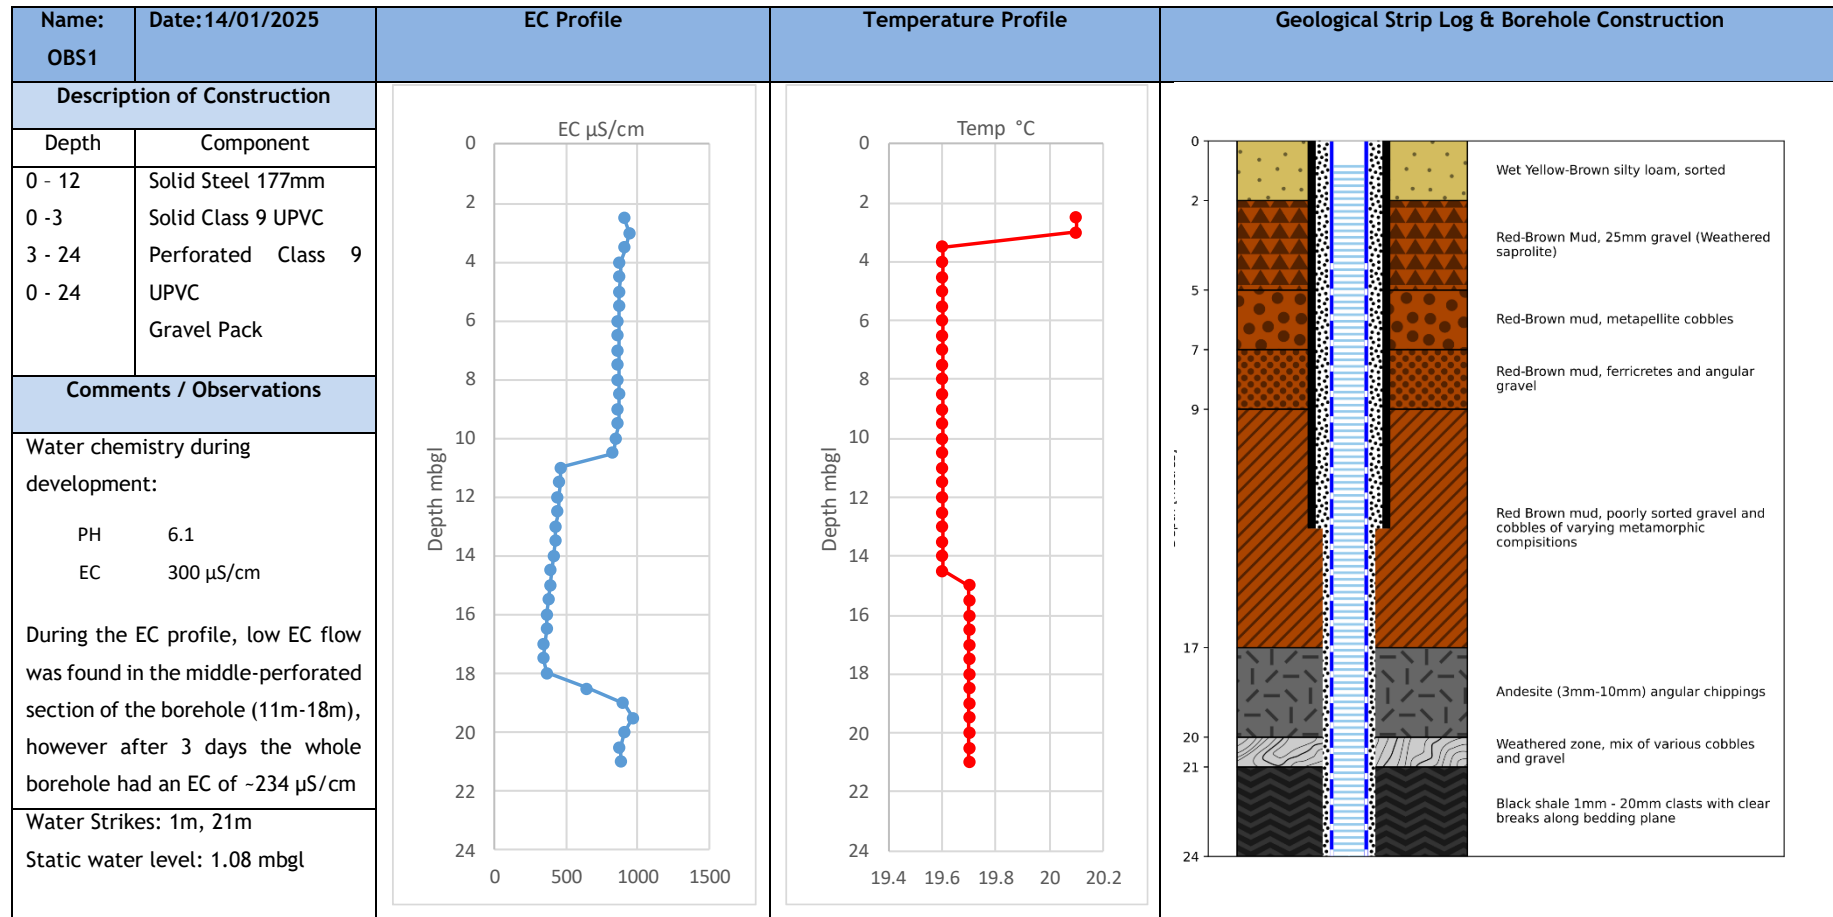 Name:
OBS1
Date:14/01/2025
EC Profile
Temperature Profile
Geological Strip Log & Borehole Construction
Description of Construction
Depth Component
0 – 12 Solid Steel 177mm
0 -3 Solid Class 9 UPVC
3 - 24 Perforated Class 9
0 - 24 UPVC
Gravel Pack
Comments / Observations
Water chemistry during
development:
PH 6.1
EC 300 µS/cm
During the EC profile, low EC flow
was found in the middle-perforated
section of the borehole (11m-18m),
however after 3 days the whole
borehole had an EC of ~234 µS/cm
Water Strikes: 1m, 21m
Static water level: 1.08 mbgl
EC µS/cm
0
2
4
6
8
10
12
14
16
18
20
22
24
Depth mbgl
0 500 1000 1500
Temp °C
0
2
4
6
8
10
12
14
16
18
20
22
24
Depth mbgl
19.4 19.6 19.8 20 20.2
0
2
5
7
9
17
20
21
24
Wet Yellow-Brown silty loam, sorted
Red-Brown Mud, 25mm gravel (Weathered
saprolite)
Red-Brown mud, metapellite cobbles
Red-Brown mud, ferricretes and angular
gravel
Red Brown mud, poorly sorted gravel and
cobbles of varying metamorphic
compisitions
Andesite (3mm-10mm) angular chippings
Weathered zone, mix of various cobbles
and gravel
Black shale 1mm - 20mm clasts with clear
breaks along bedding plane